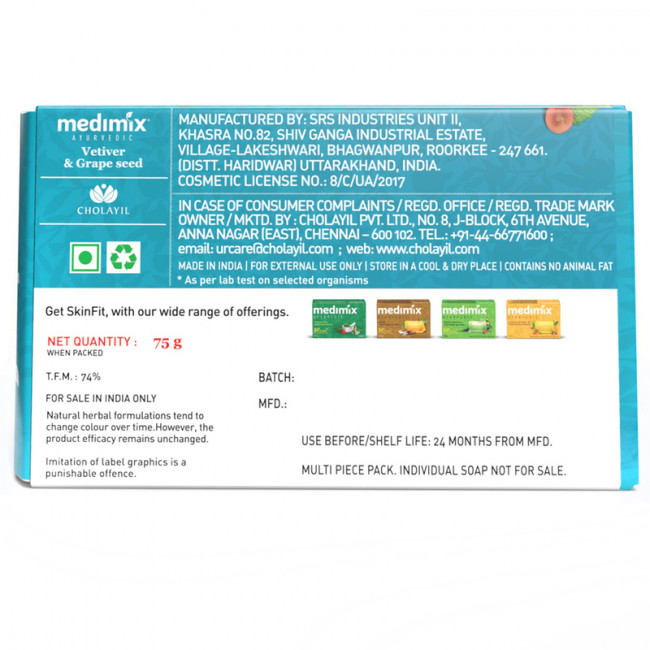 medimix
AYURVEDIC
Vetiver
& Grape seed
CHOLAYIL
MANUFACTURED BY: SRS INDUSTRIES UNIT II,
KHASRA NO.82, SHIV GANGA INDUSTRIAL ESTATE,
VILLAGE-LAKESHWARI, BHAGWANPUR, ROORKEE - 247 661.
(DISTT. HARIDWAR) UTTARAKHAND, INDIA.
COSMETIC LICENSE NO.: 8/C/UA/2017
IN CASE OF CONSUMER COMPLAINTS / REGD. OFFICE / REGD. TRADE MARK
OWNER / MKTD. BY : CHOLAYIL PVT. LTD., NO. 8, J-BLOCK, 6TH AVENUE,
ANNA NAGAR (EAST), CHENNAI – 600 102. TEL.: +91-44-66771600 ;
email: urcare@cholayil.com ; web: www.cholayil.com
MADE IN INDIA | FOR EXTERNAL USE ONLY | STORE IN A COOL & DRY PLACE | CONTAINS NO ANIMAL FAT
* As per lab test on selected organisms
Get SkinFit, with our wide range of offerings.
medimix medimix medimix medimix
NET QUANTITY : 75 g
WHEN PACKED
T.F.M. : 74%
FOR SALE IN INDIA ONLY
Natural herbal formulations tend to
change colour over time.However, the
product efficacy remains unchanged.
Imitation of label graphics is a
punishable offence.
BATCH:
MFD.:
USE BEFORE/SHELF LIFE: 24 MONTHS FROM MFD.
MULTI PIECE PACK. INDIVIDUAL SOAP NOT FOR SALE.